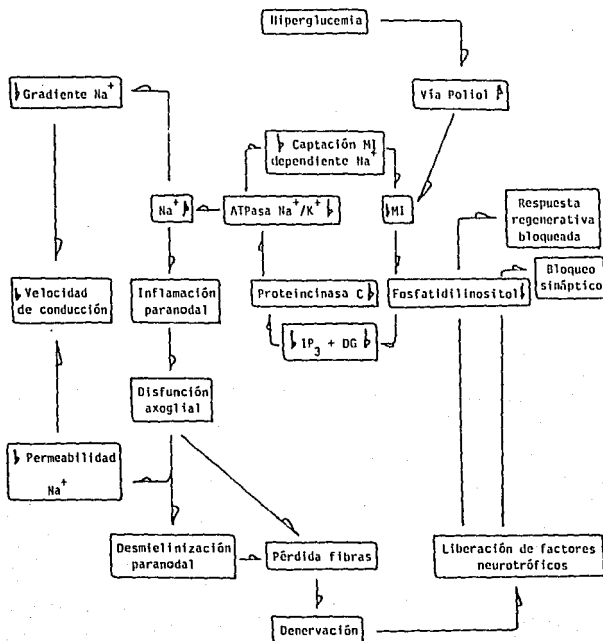 Hiperglucemia
Gradiente Na+
Vía Poliol
Captación MI
dependiente Na+
Na+
ATPasa Na+/K+
MI
Respuesta
regenerativa
bloqueada
Bloqueo
sináptico
Velocidad
de conducción
Inflamación
paranodal
Proteincinasa C
Fosfatidilinositol
IP3 + DG
Disfunción
axoglial
Permeabilidad
Na+
Desmielinización
paranodal
Pérdida fibras
Liberación de factores
neurotróficos
Denervación